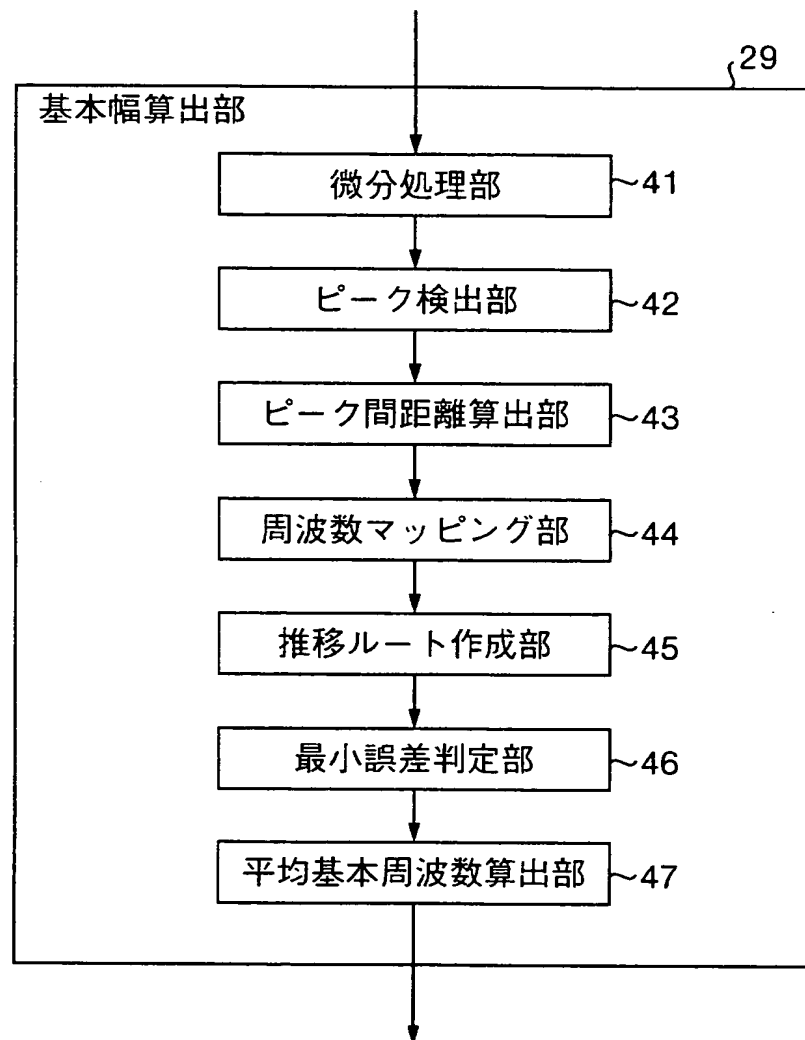 29
基本幅算出部
微分処理部 41
ピーク検出部 42
ピーク間距離算出部 43
周波数マッピング部 44
推移ルート作成部 45
最小誤差判定部 46
平均基本周波数算出部 47